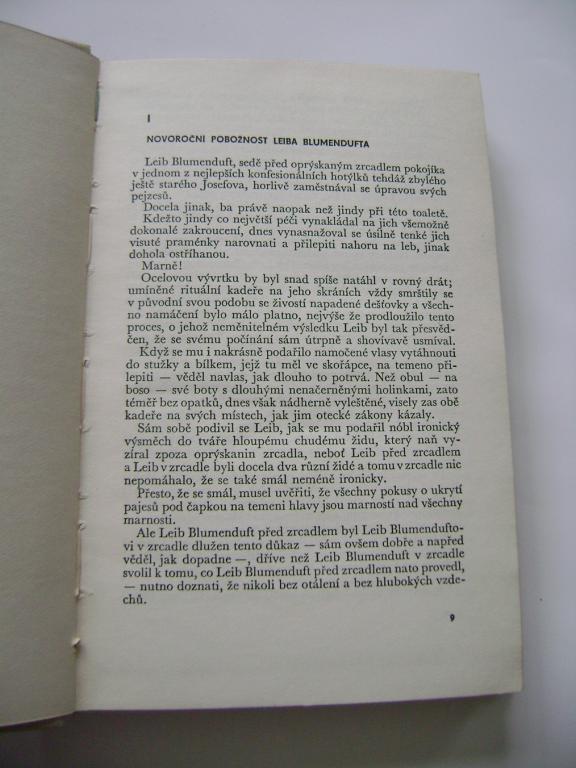 I
NOVOROČNÍ POBOŽNOST LEIBA BLUMENDUFTA
Leib Blumenduft, sedě před oprýskaným zrcadlem pokojíka
v jednom z nejlepších konfesionálních hotýlků tehdáž zbylého
ještě starého Josefova, horlivě zaměstnával se úpravou svých
pejzesů.
Docela jinak, ba právě naopak než jindy při této toaletě.
Kdežto jindy co největší péči vynakládal na jich všemožně
dokonalé zakroucení, dnes vynasnažoval se úsilně tenké jich
visuté praménky narovnati a přilepiti nahoru na leb, jinak
dohola ostříhanou.
Marně!
Ocelovou vývrtku by byl snad spíše natáhl v rovný drát;
umíněné rituální kadeře na jeho skráních vždy smrštily se
v původní svou podobu se živostí napadené dešťovky a všech-
no namáčení bylo málo platno, nejvýše že prodloužilo tento
proces, o jehož neměnitelném výsledku Leib byl tak přesvěd-
čen, že se svému počínání sám útrpně a shovívavě usmíval.
Když se mu i nakrásně podařilo namočené vlasy vytáhnouti
do stužky a bílkem, jejž tu měl ve skořápce, na temeno při-
lepiti — věděl navlas, jak dlouho to potrvá. Než obul — na
boso — své boty s dlouhými nenačerněnými holinkami, zato
téměř bez opatků, dnes však nádherně vyleštěné, visely zas obě
kadeře na svých místech, jak jim otecké zákony kázaly.
Sám sobě podivil se Leib, jak se mu podařil nóbl ironický
výsměch do tváře hloupému chudému židu, který naň vy-
zíral zpoza oprýskanin zrcadla, neboť Leib před zrcadlem
a Leib v zrcadle byli docela dva různí židé a tomu v zrcadle nic
nepomáhalo, že se také smál neméně ironicky.
Přesto, že se smál, musel uvěřiti, že všechny pokusy o ukrytí
pajesů pod čapkou na temeni hlavy jsou marností nad všecky
marnosti.
Ale Leib Blumenduft před zrcadlem byl Leib Blumendufto-
vi v zrcadle dlužen tento důkaz — sám ovšem dobře a napřed
věděl, jak dopadne —, dříve než Leib Blumenduft v zrcadle
svolil k tomu, co Leib Blumenduft před zrcadlem nato provedl,
— nutno doznati, že nikoli bez otálení a bez hlubokých vzde-
chů.
9